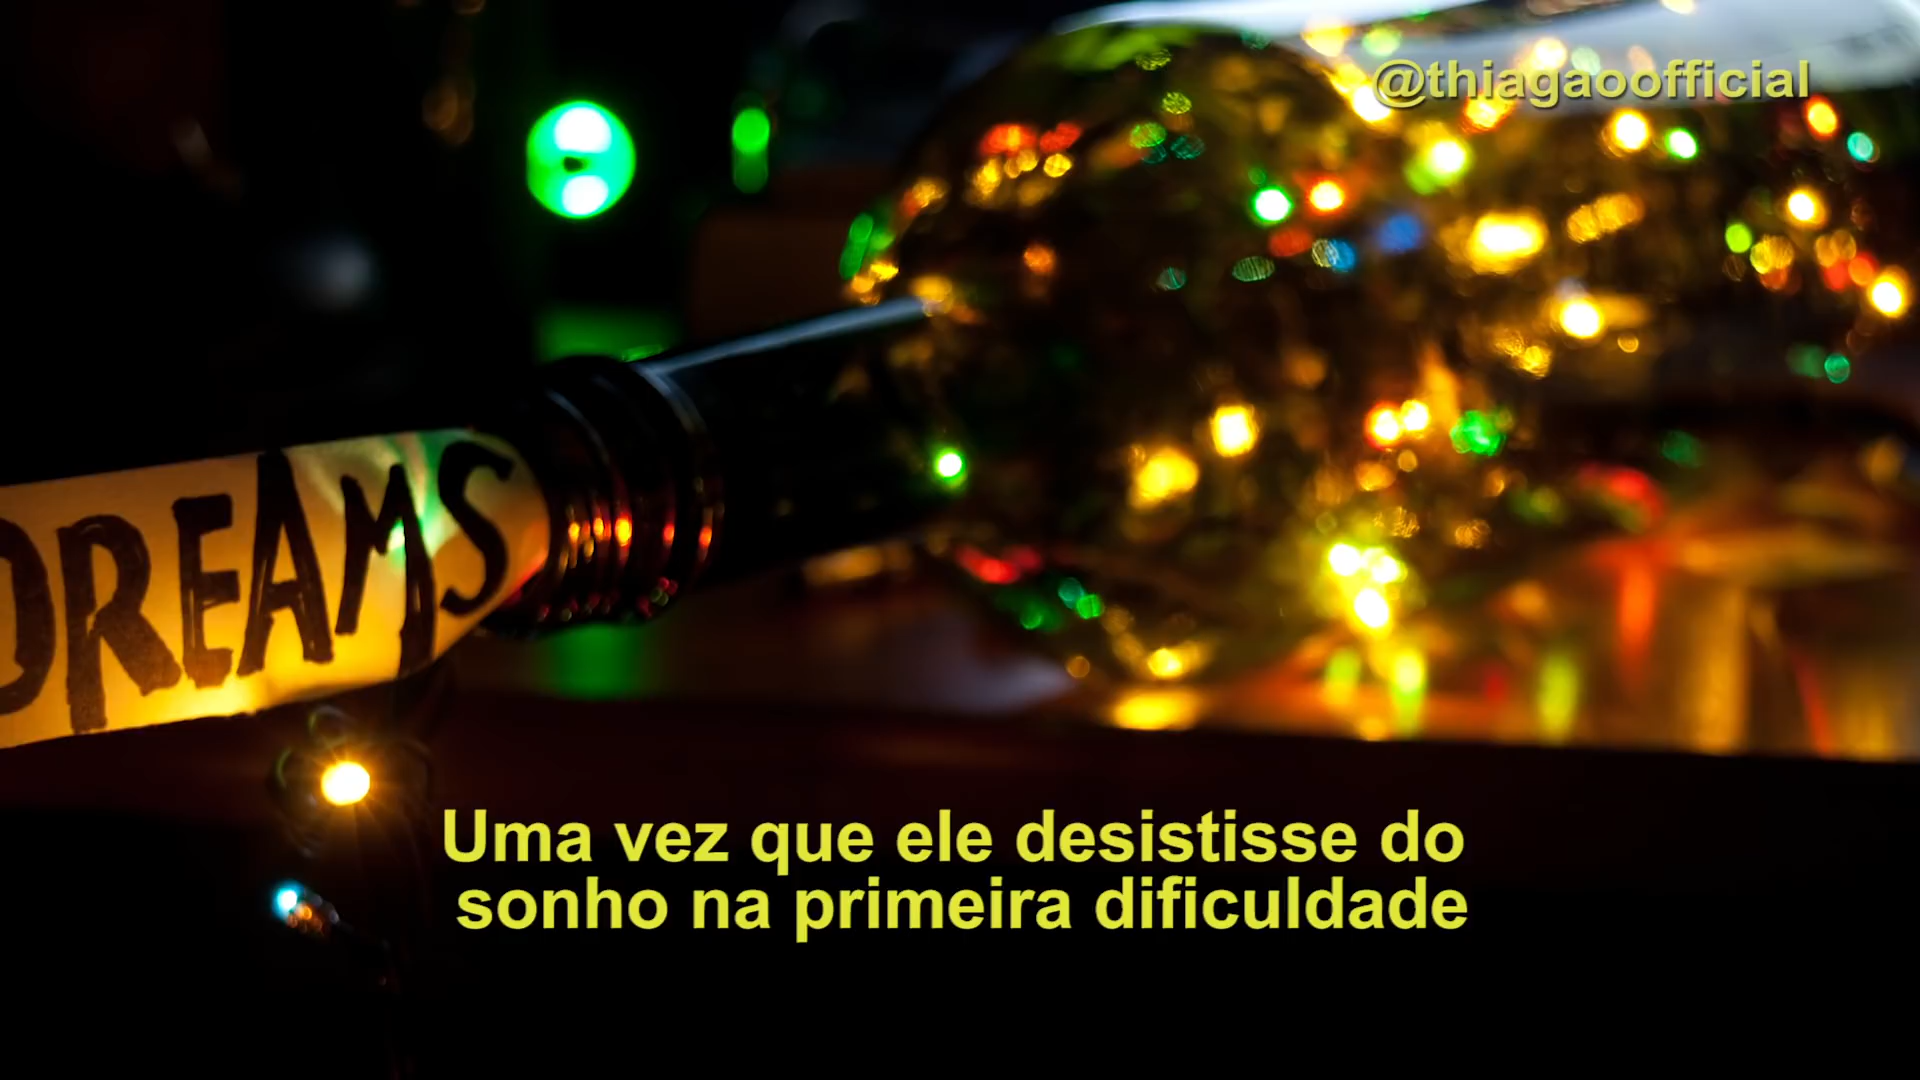 @thiagaoofficial
DREAMS
Uma vez que ele desistisse do
sonho na primeira dificuldade